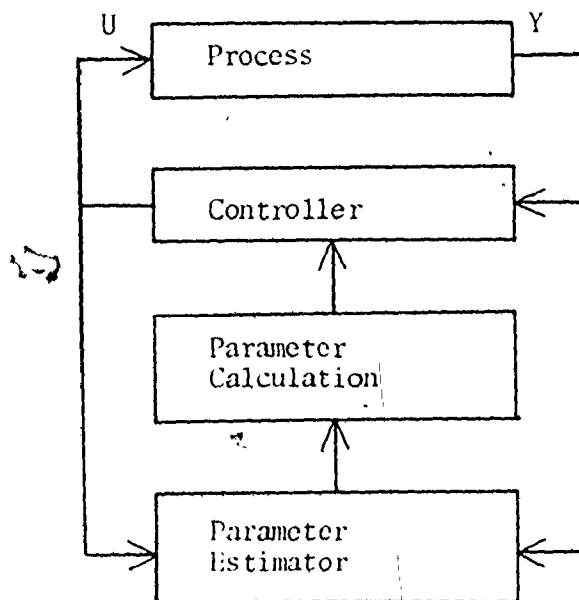 U
Y
Process
Controller
Parameter
Calculation
Parameter
Estimator